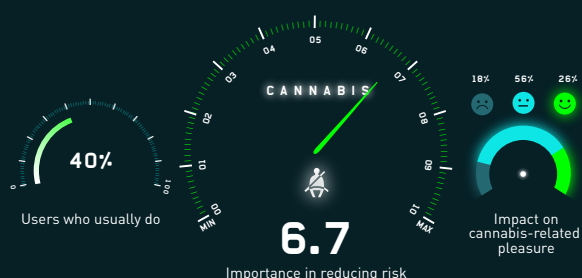 CANNABIS
MIN
00
01
02
03
04
05
06
07
08
09
10
MAX
6.7
Importance in reducing risk
0
100
40%
Users who usually do
18%
56%
26%
Impact on
cannabis-related
pleasure